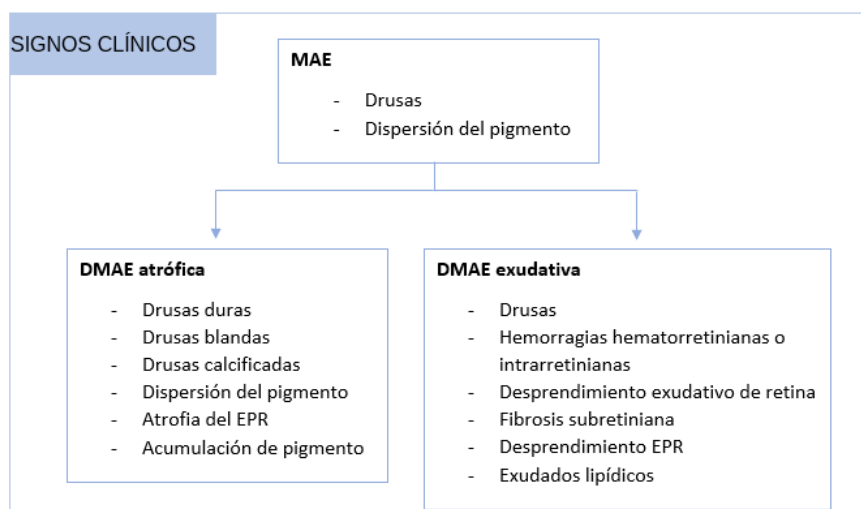 SIGNOS CLÍNICOS
MAE
- Drusas
- Dispersión del pigmento
DMAE atrófica
- Drusas duras
- Drusas blandas
- Drusas calcificadas
- Dispersión del pigmento
- Atrofia del EPR
- Acumulación de pigmento
DMAE exudativa
- Drusas
- Hemorragias hematorretinianas o
intrarretinianas
- Desprendimiento exudativo de retina
- Fibrosis subretiniana
- Desprendimiento EPR
- Exudados lipídicos